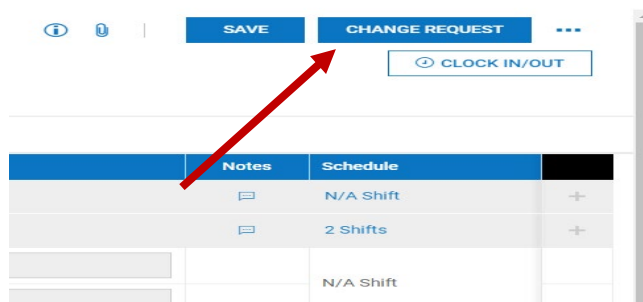 SAVE CHANGE REQUEST
CLOCK IN/OUT
Notes Schedule
N/A Shift
2 Shifts
N/A Shift